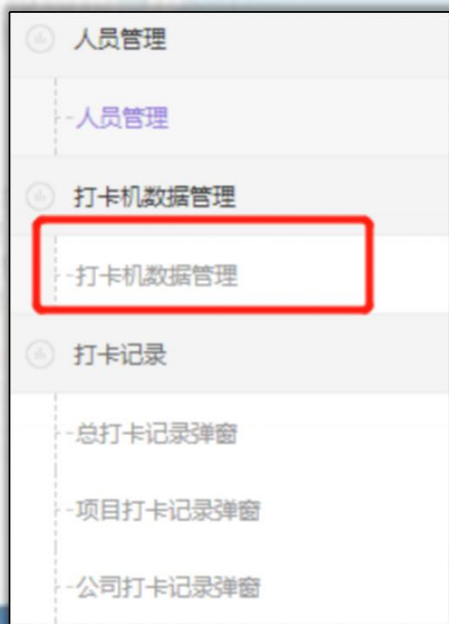 人员管理
人员管理
打卡机数据管理
打卡机数据管理
打卡记录
总打卡记录弹窗
项目打卡记录弹窗
公司打卡记录弹窗